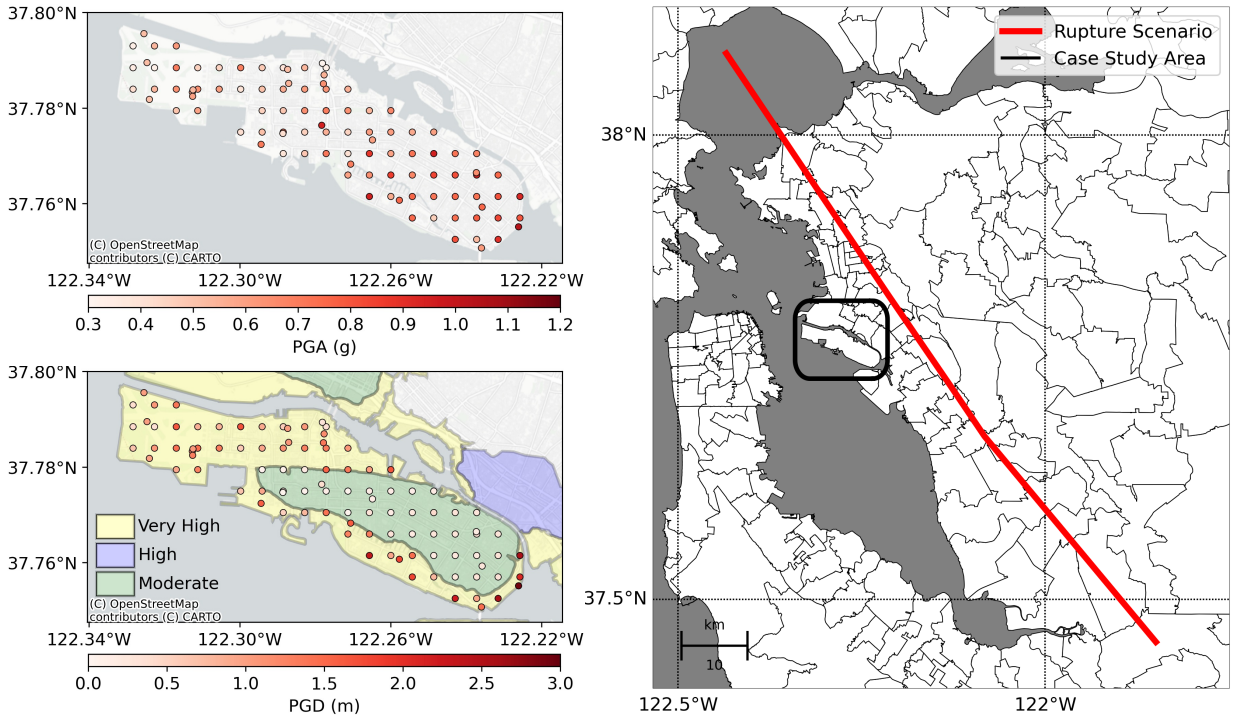 37.80°N
37.78°N
37.76°N
(C) OpenStreetMap
contributors (C) CARTO
122.34°W 122.30°W 122.26°W 122.22°W
0.3 0.4 0.5 0.6 0.7 0.8 0.9 1.0 1.1 1.2
PGA (g)
37.80°N
37.78°N
37.76°N
Very High
High
Moderate
(C) OpenStreetMap
contributors (C) CARTO
122.34°W 122.30°W 122.26°W 122.22°W
0.0 0.5 1.0 1.5 2.0 2.5 3.0
PGD (m)
Rupture Scenario
Case Study Area
38°N
37.5°N
km
10
122.5°W 122°W